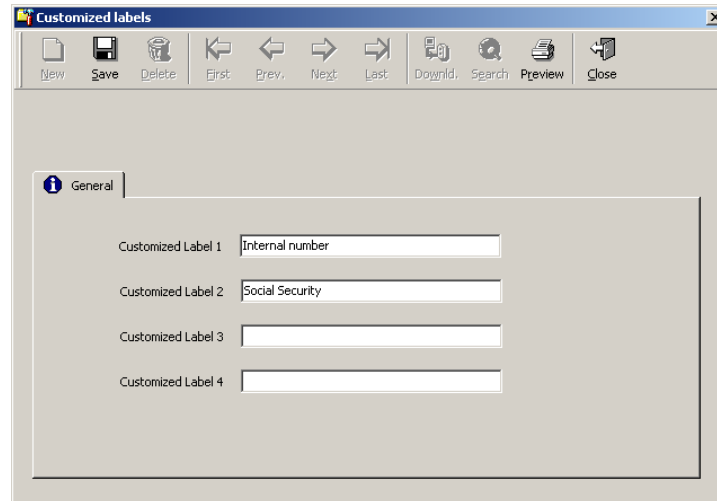 Customized labels
New Save Delete First Prev. Next Last Downld. Search Preview Close
General
Customized Label 1 Internal number
Customized Label 2 Social Security
Customized Label 3
Customized Label 4